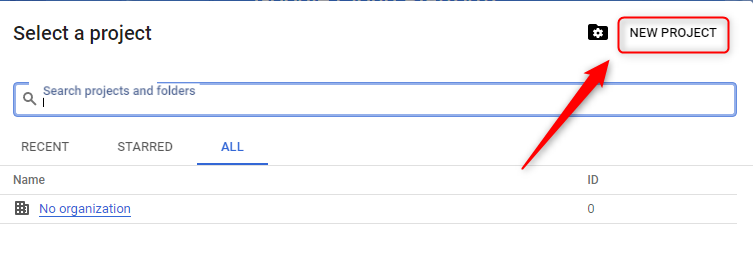 Select a project
NEW PROJECT
Search projects and folders
RECENT
STARRED
ALL
Name
ID
No organization
0